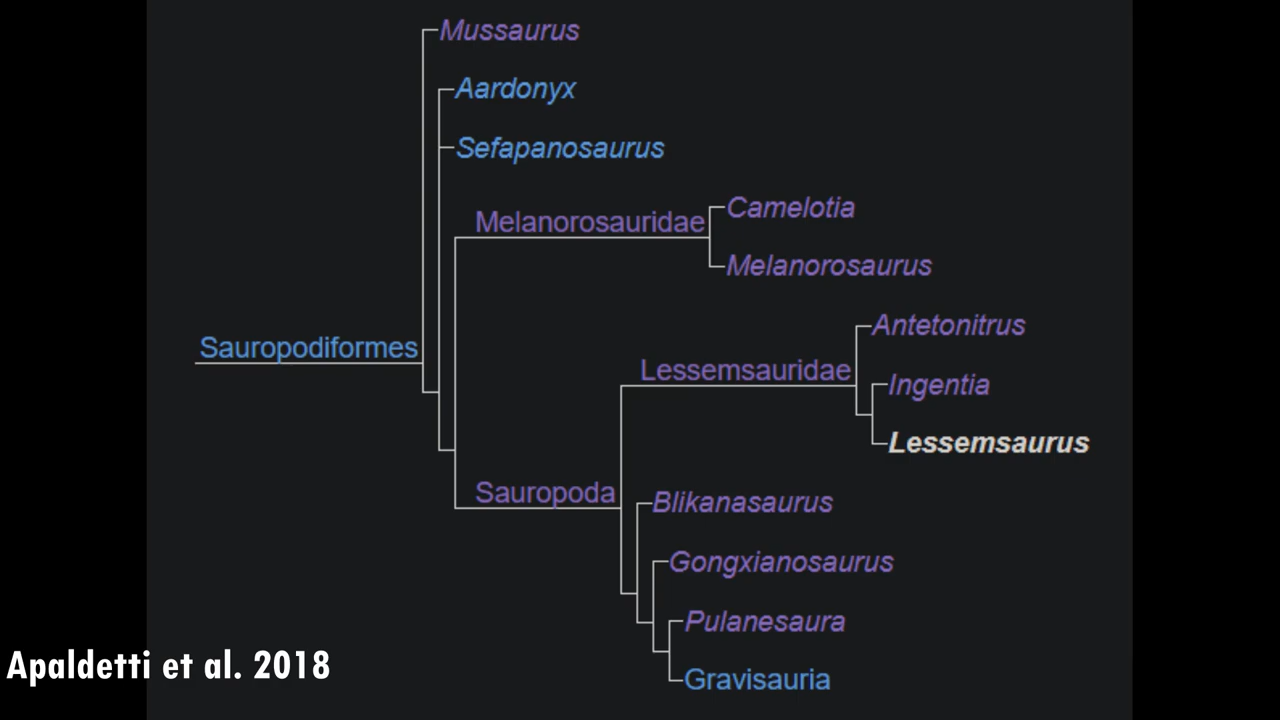 Mussaurus
Aardonyx
Sefapanosaurus
Melanorosauridae
Camelotia
Melanorosaurus
Sauropodiformes
Lessemsauridae
Antetonitrus
Ingentia
Lessemsaurus
Sauropoda
Blikanasaurus
Gongxianosaurus
Pulanesaura
Gravisauria
Apaldetti et al. 2018